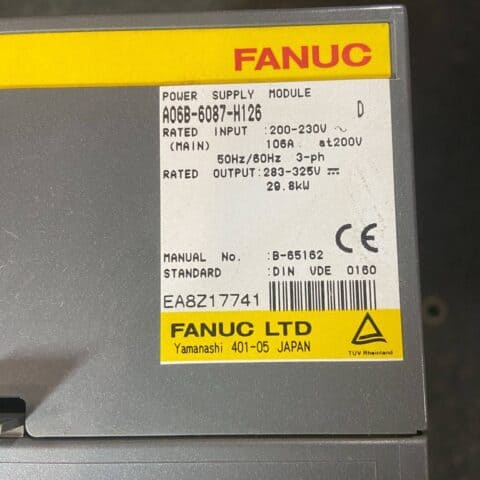 FANUC
POWER SUPPLY MODULE
A06B-6087-H126 D
RATED INPUT :200-230V ~
(MAIN) 106A at200V
50Hz/60Hz 3-ph
RATED OUTPUT:283-325V ⎓
29.8kW
CE
MANUAL No. :B-65162
STANDARD :DIN VDE 0160
EA8Z17741
FANUC LTD
Yamanashi 401-05 JAPAN
TÜV Rheinland